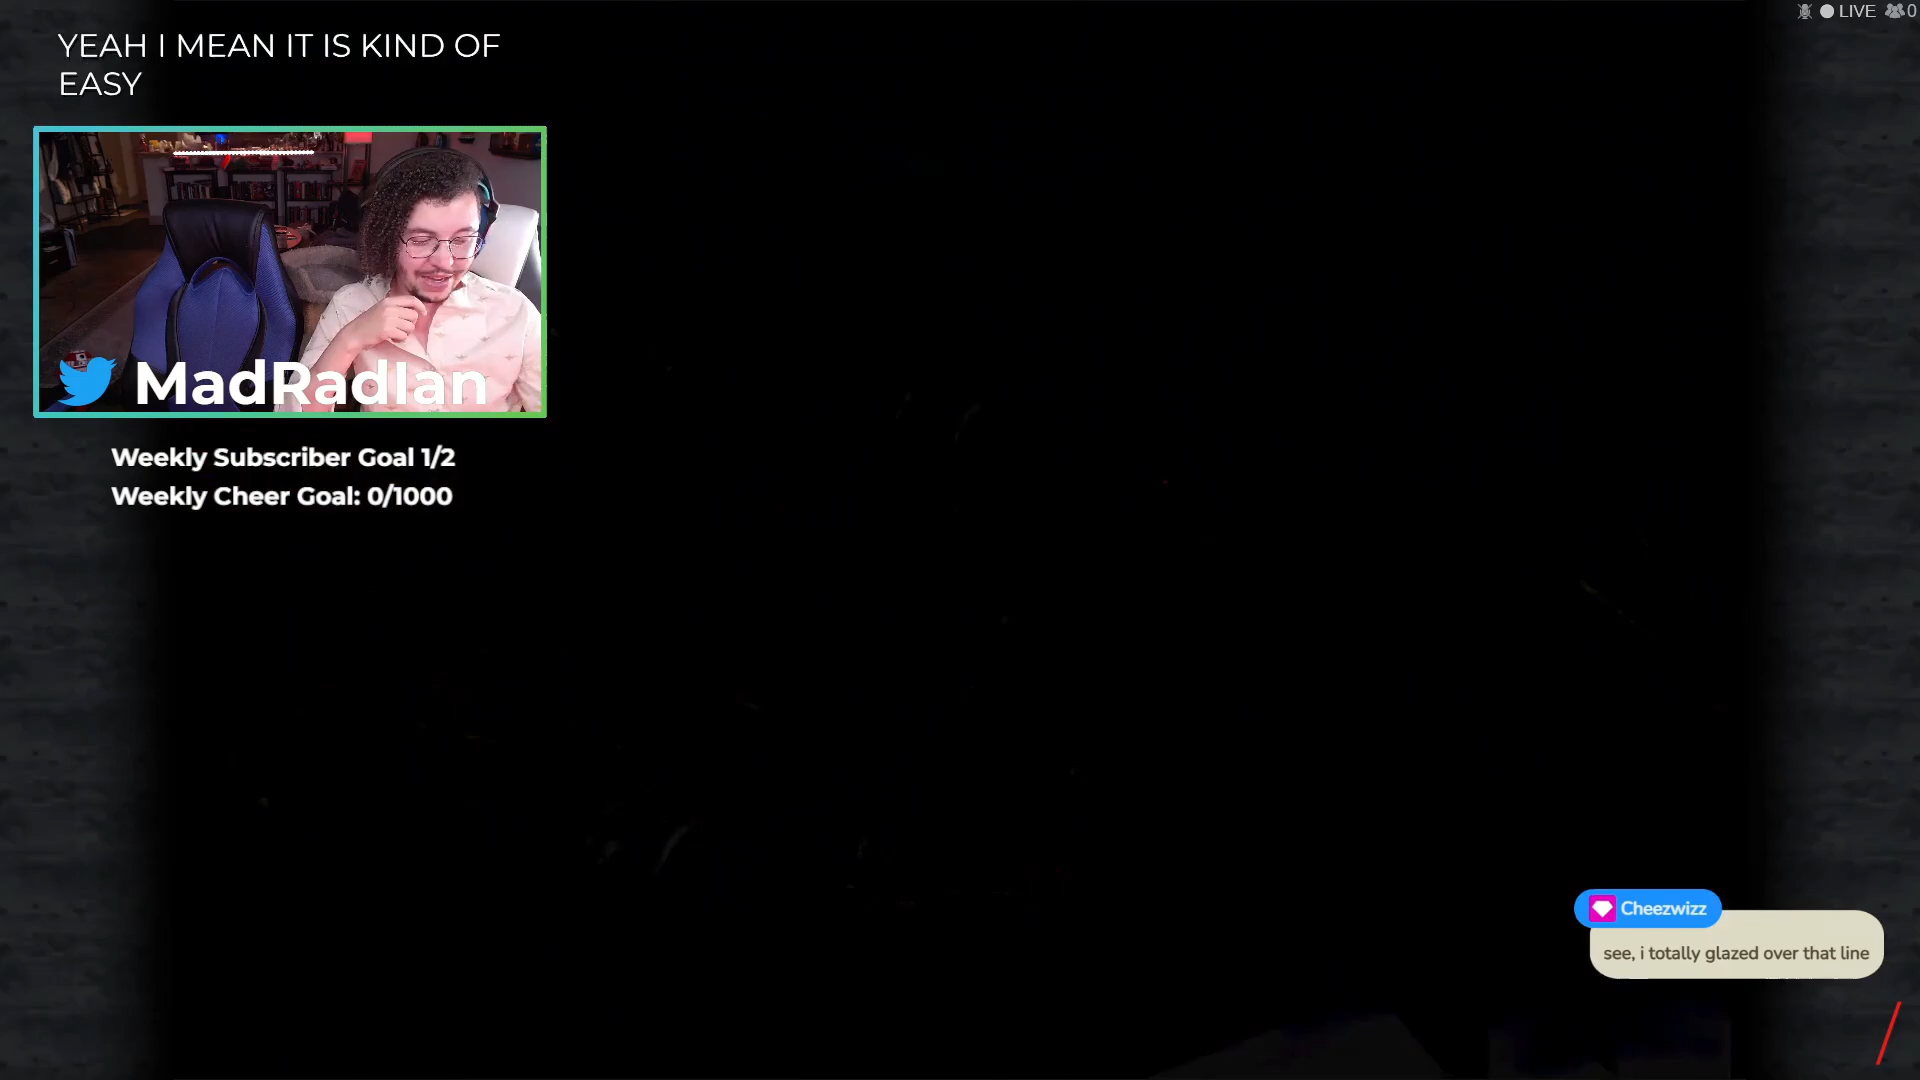 LIVE 0
YEAH I MEAN IT IS KIND OF
EASY
MadRadIan
Weekly Subscriber Goal 1/2
Weekly Cheer Goal: 0/1000
Cheezwizz
see, i totally glazed over that line